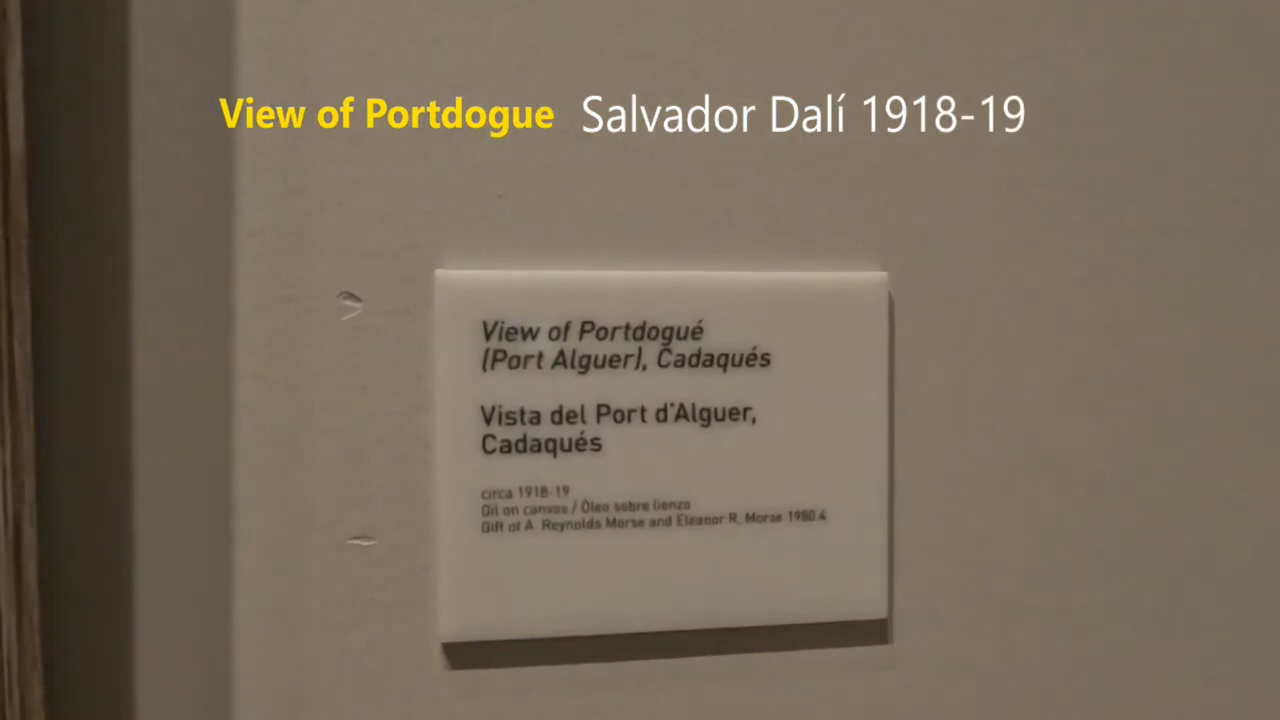 View of Portdogue Salvador Dalí 1918-19
View of Portdogué
(Port Alguer), Cadaqués
Vista del Port d'Alguer,
Cadaqués
circa 1918-19
Oil on canvas / Óleo sobre lienzo
Gift of A. Reynolds Morse and Eleanor R. Morse 1980.4